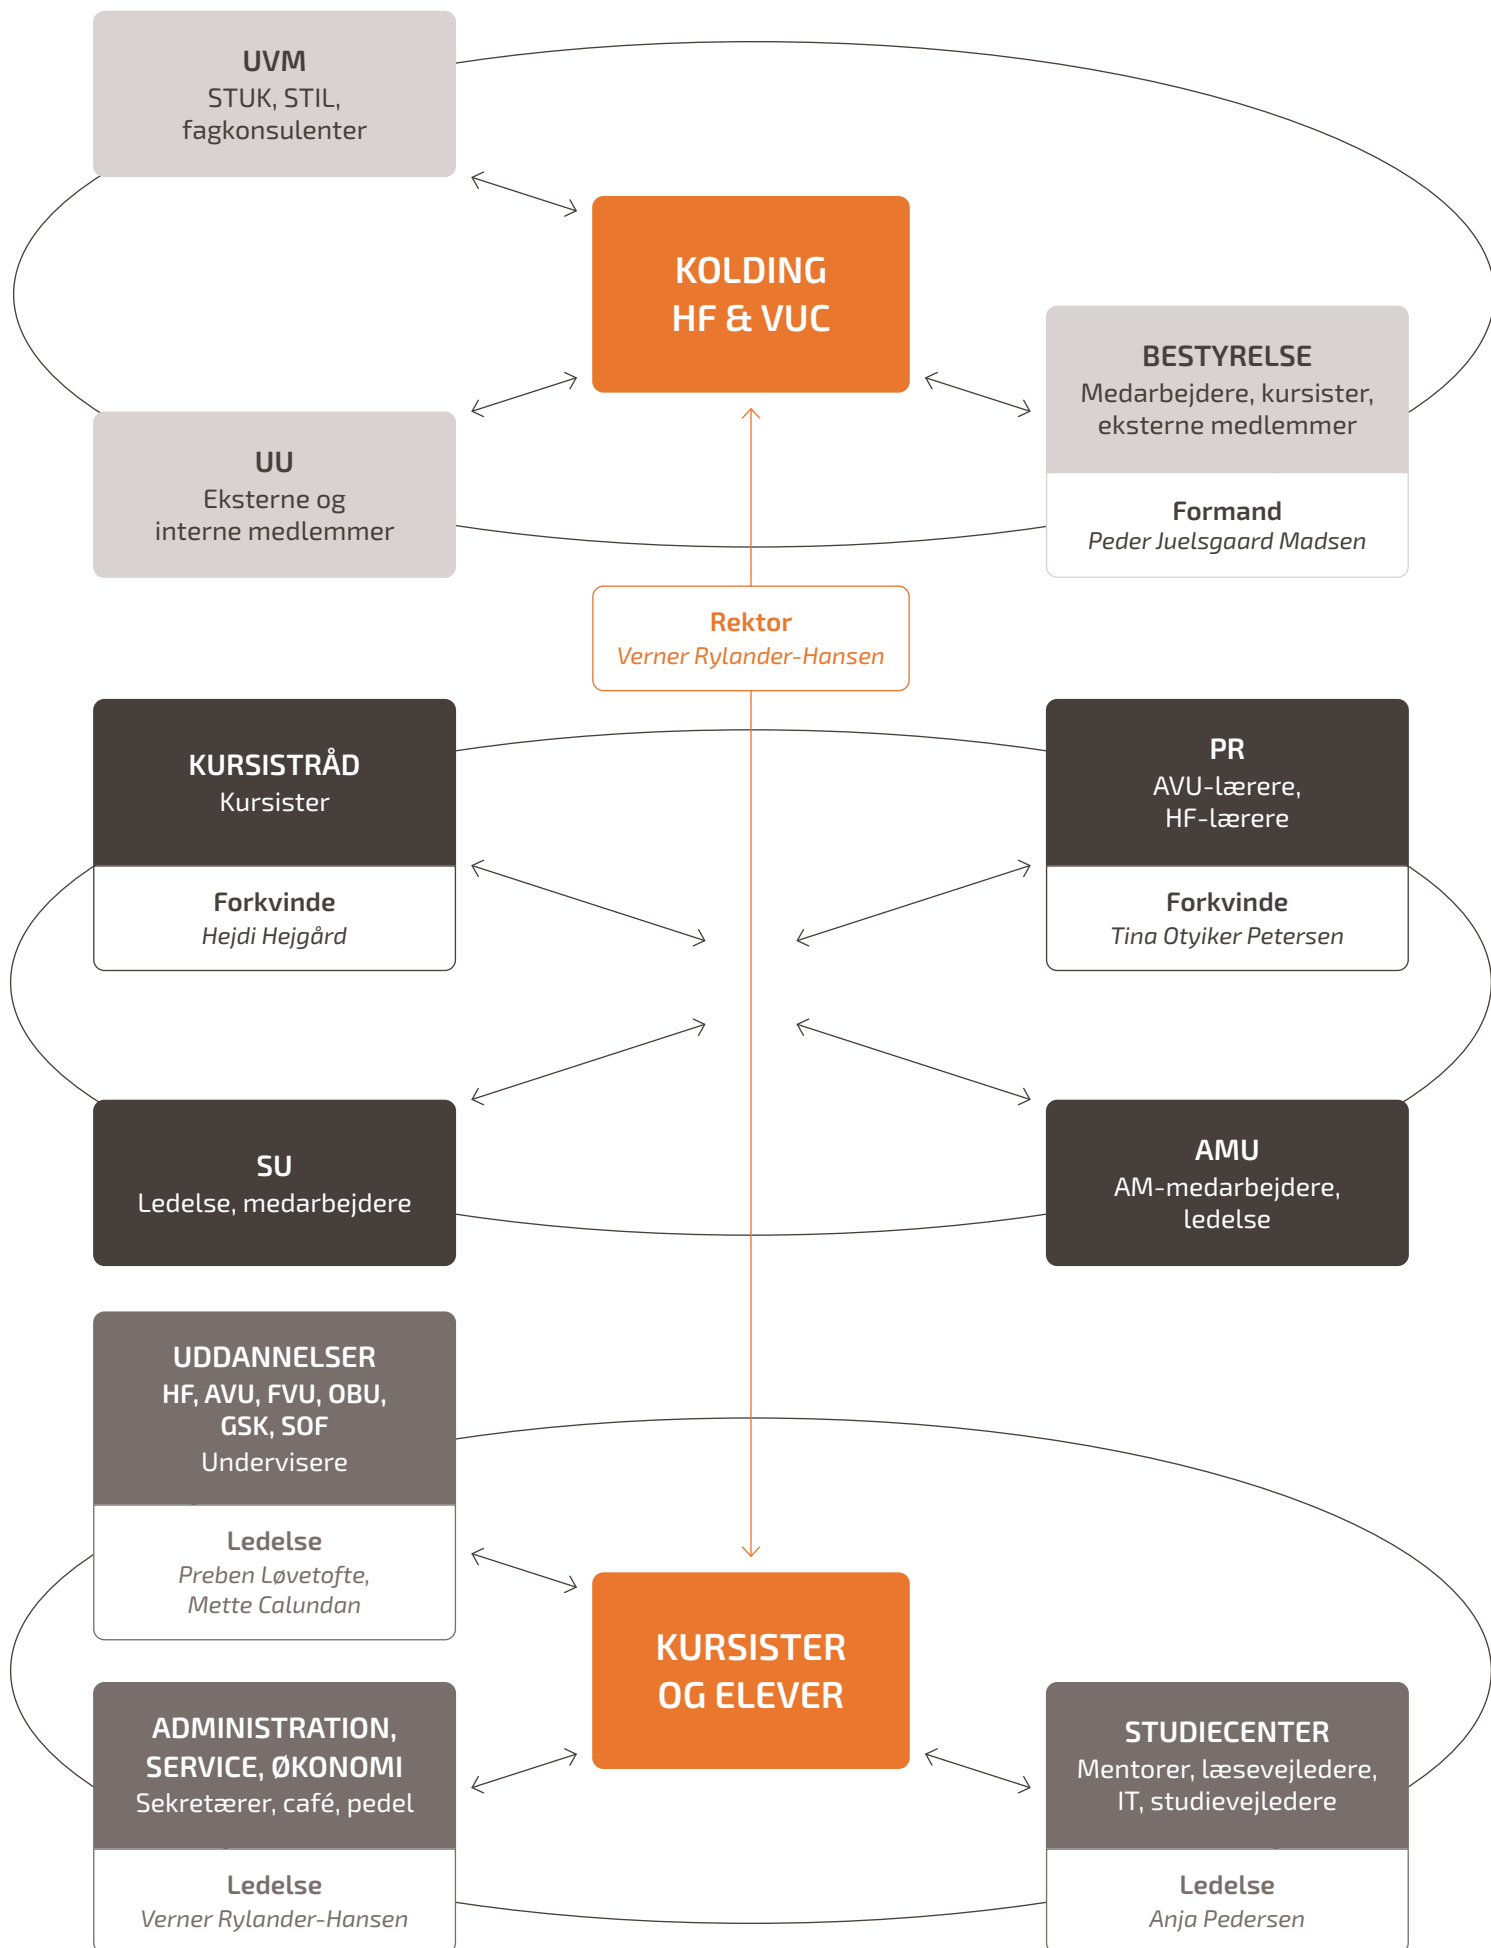 UVM
STUK, STIL,
fagkonsulenter
KOLDING
HF & VUC
BESTYRELSE
Medarbejdere, kursister,
eksterne medlemmer
Formand
Peder Juelsgaard Madsen
UU
Eksterne og
interne medlemmer
Rektor
Verner Rylander-Hansen
KURSISTRÅD
Kursister
Forkvinde
Hejdi Hejgård
PR
AVU-lærere,
HF-lærere
Forkvinde
Tina Otyiker Petersen
SU
Ledelse, medarbejdere
AMU
AM-medarbejdere,
ledelse
UDDANNELSER
HF, AVU, FVU, OBU,
GSK, SOF
Undervisere
Ledelse
Preben Løvetofte,
Mette Calundan
KURSISTER
OG ELEVER
ADMINISTRATION,
SERVICE, ØKONOMI
Sekretærer, café, pedel
Ledelse
Verner Rylander-Hansen
STUDIECENTER
Mentorer, læsevejledere,
IT, studievejledere
Ledelse
Anja Pedersen